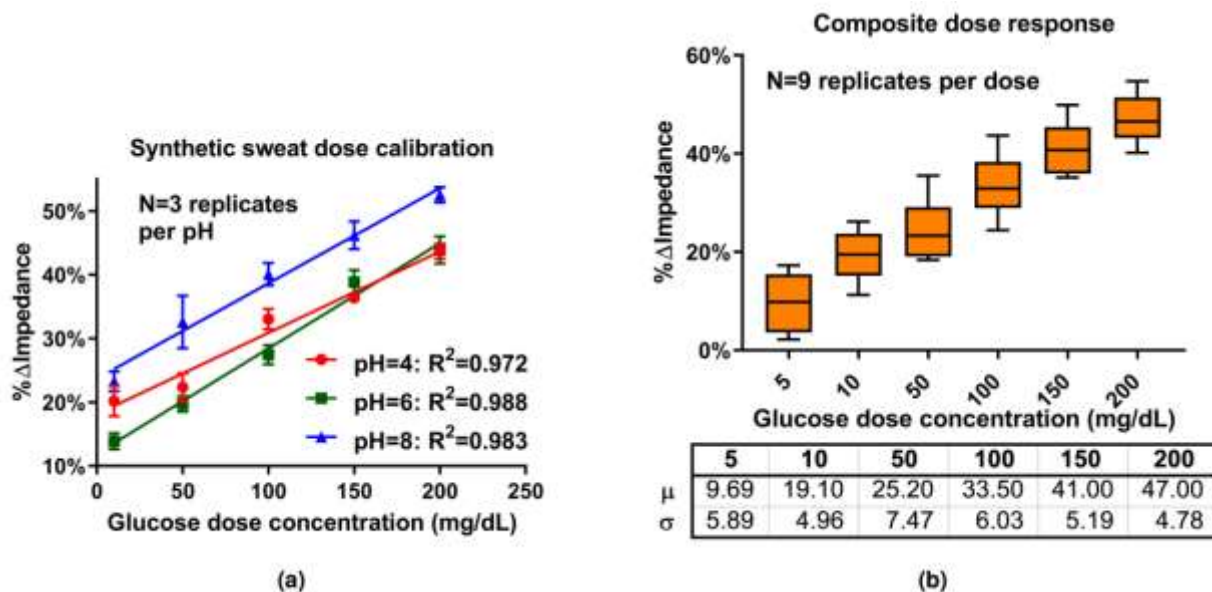 Synthetic sweat dose calibration
N=3 replicates
per pH
%ΔImpedance
50%
40%
30%
20%
10%
pH=4: R²=0.972
pH=6: R²=0.988
pH=8: R²=0.983
0 50 100 150 200 250
Glucose dose concentration (mg/dL)
(a)
Composite dose response
N=9 replicates per dose
%ΔImpedance
60%
40%
20%
0%
5 10 50 100 150 200
Glucose dose concentration (mg/dL)
5 10 50 100 150 200
μ 9.69 19.10 25.20 33.50 41.00 47.00
σ 5.89 4.96 7.47 6.03 5.19 4.78
(b)